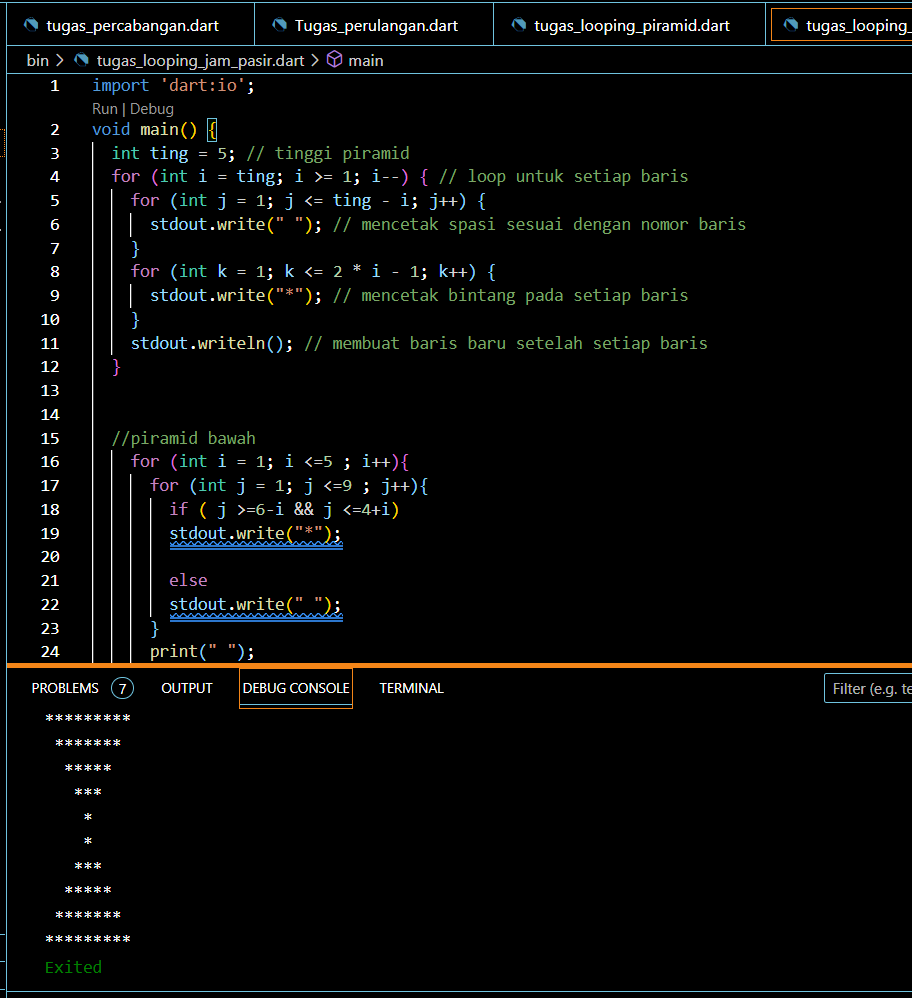 tugas_percabangan.dart Tugas_perulangan.dart tugas_looping_piramid.dart tugas_looping_
bin > tugas_looping_jam_pasir.dart > main
1 import 'dart:io';
Run | Debug
2 void main() {
3 int ting = 5; // tinggi piramid
4 for (int i = ting; i >= 1; i--) { // loop untuk setiap baris
5 for (int j = 1; j <= ting - i; j++) {
6 stdout.write(" "); // mencetak spasi sesuai dengan nomor baris
7 }
8 for (int k = 1; k <= 2 * i - 1; k++) {
9 stdout.write("*"); // mencetak bintang pada setiap baris
10 }
11 stdout.writeln(); // membuat baris baru setelah setiap baris
12 }
13
14
15 //piramid bawah
16 for (int i = 1; i <=5 ; i++){
17 for (int j = 1; j <=9 ; j++){
18 if ( j >=6-i && j <=4+i)
19 stdout.write("*");
20
21 else
22 stdout.write(" ");
23 }
24 print(" ");
PROBLEMS 7 OUTPUT DEBUG CONSOLE TERMINAL Filter (e.g. te
*********
*******
*****
***
*
*
***
*****
*******
*********
Exited